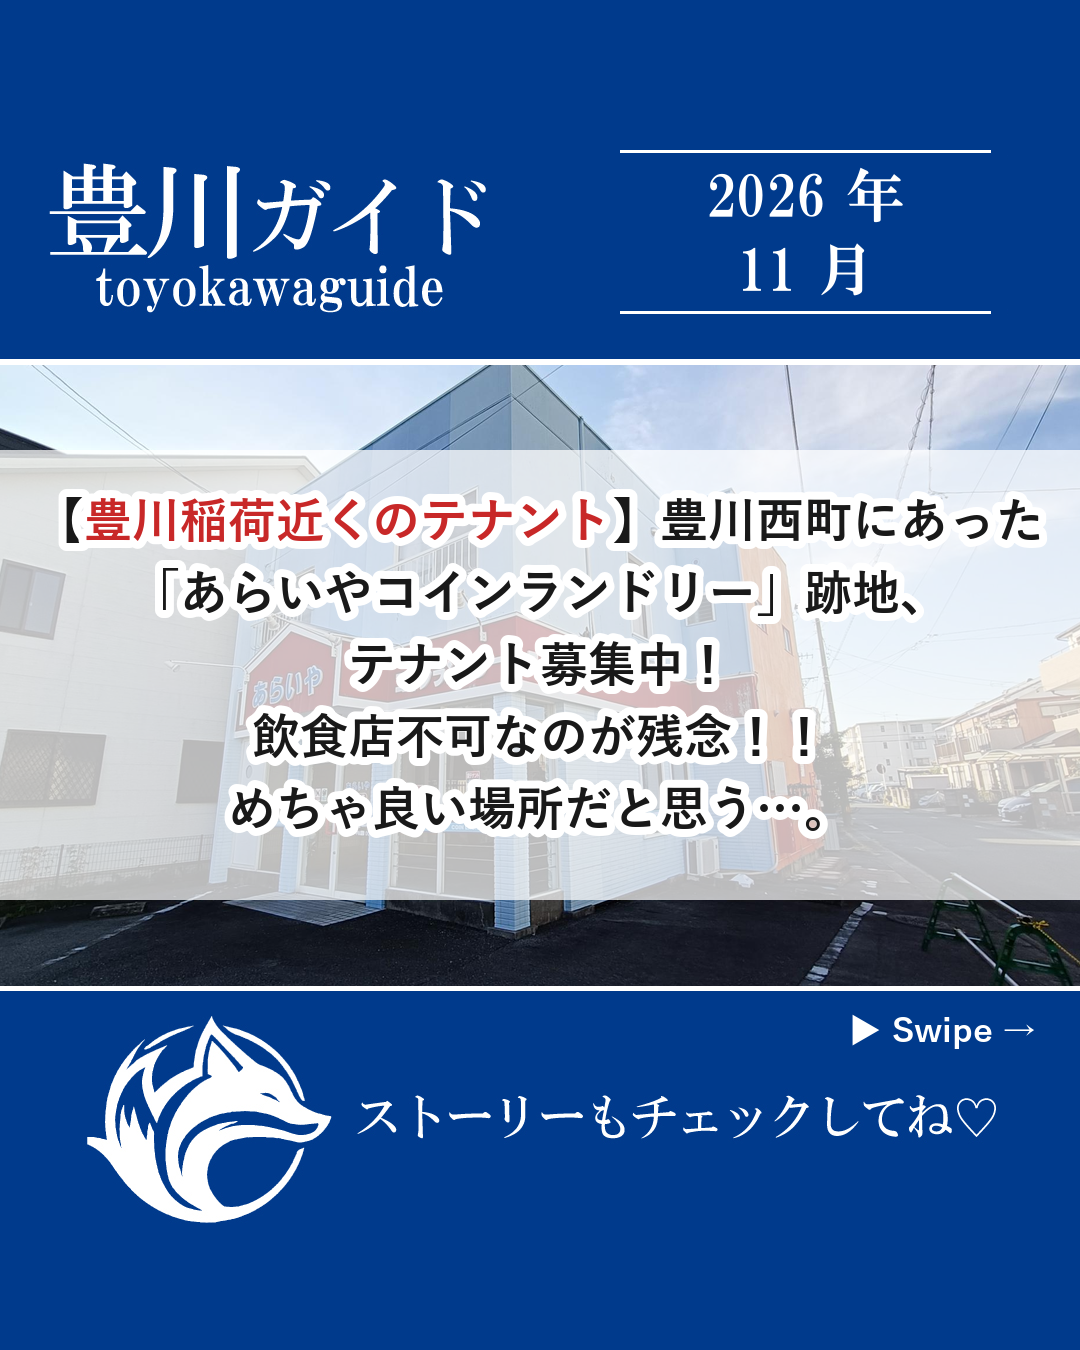 豊川ガイド
toyokawaguide
2026 年
11 月
【豊川稲荷近くのテナント】豊川西町にあった
「あらいやコインランドリー」跡地、
テナント募集中！
飲食店不可なのが残念！！
めちゃ良い場所だと思う…。
あらいや
▶ Swipe →
ストーリーもチェックしてね♡